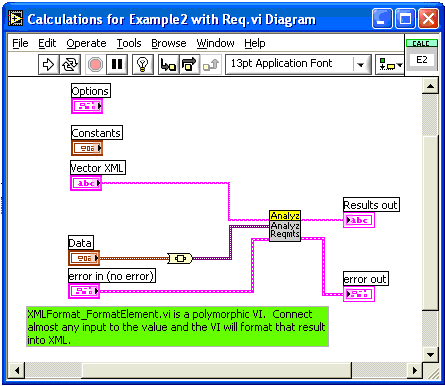 Calculations for Example2 with Req.vi Diagram
File Edit Operate Tools Browse Window Help
CALC
E2
13pt Application Font
Options
Constants
Vector XML
abc
Results out
abc
Analyz
Analyz
Reqmts
Data
error in (no error)
error out
XMLFormat_FormatElement.vi is a polymorphic VI. Connect
almost any input to the value and the VI will format that result
into XML.